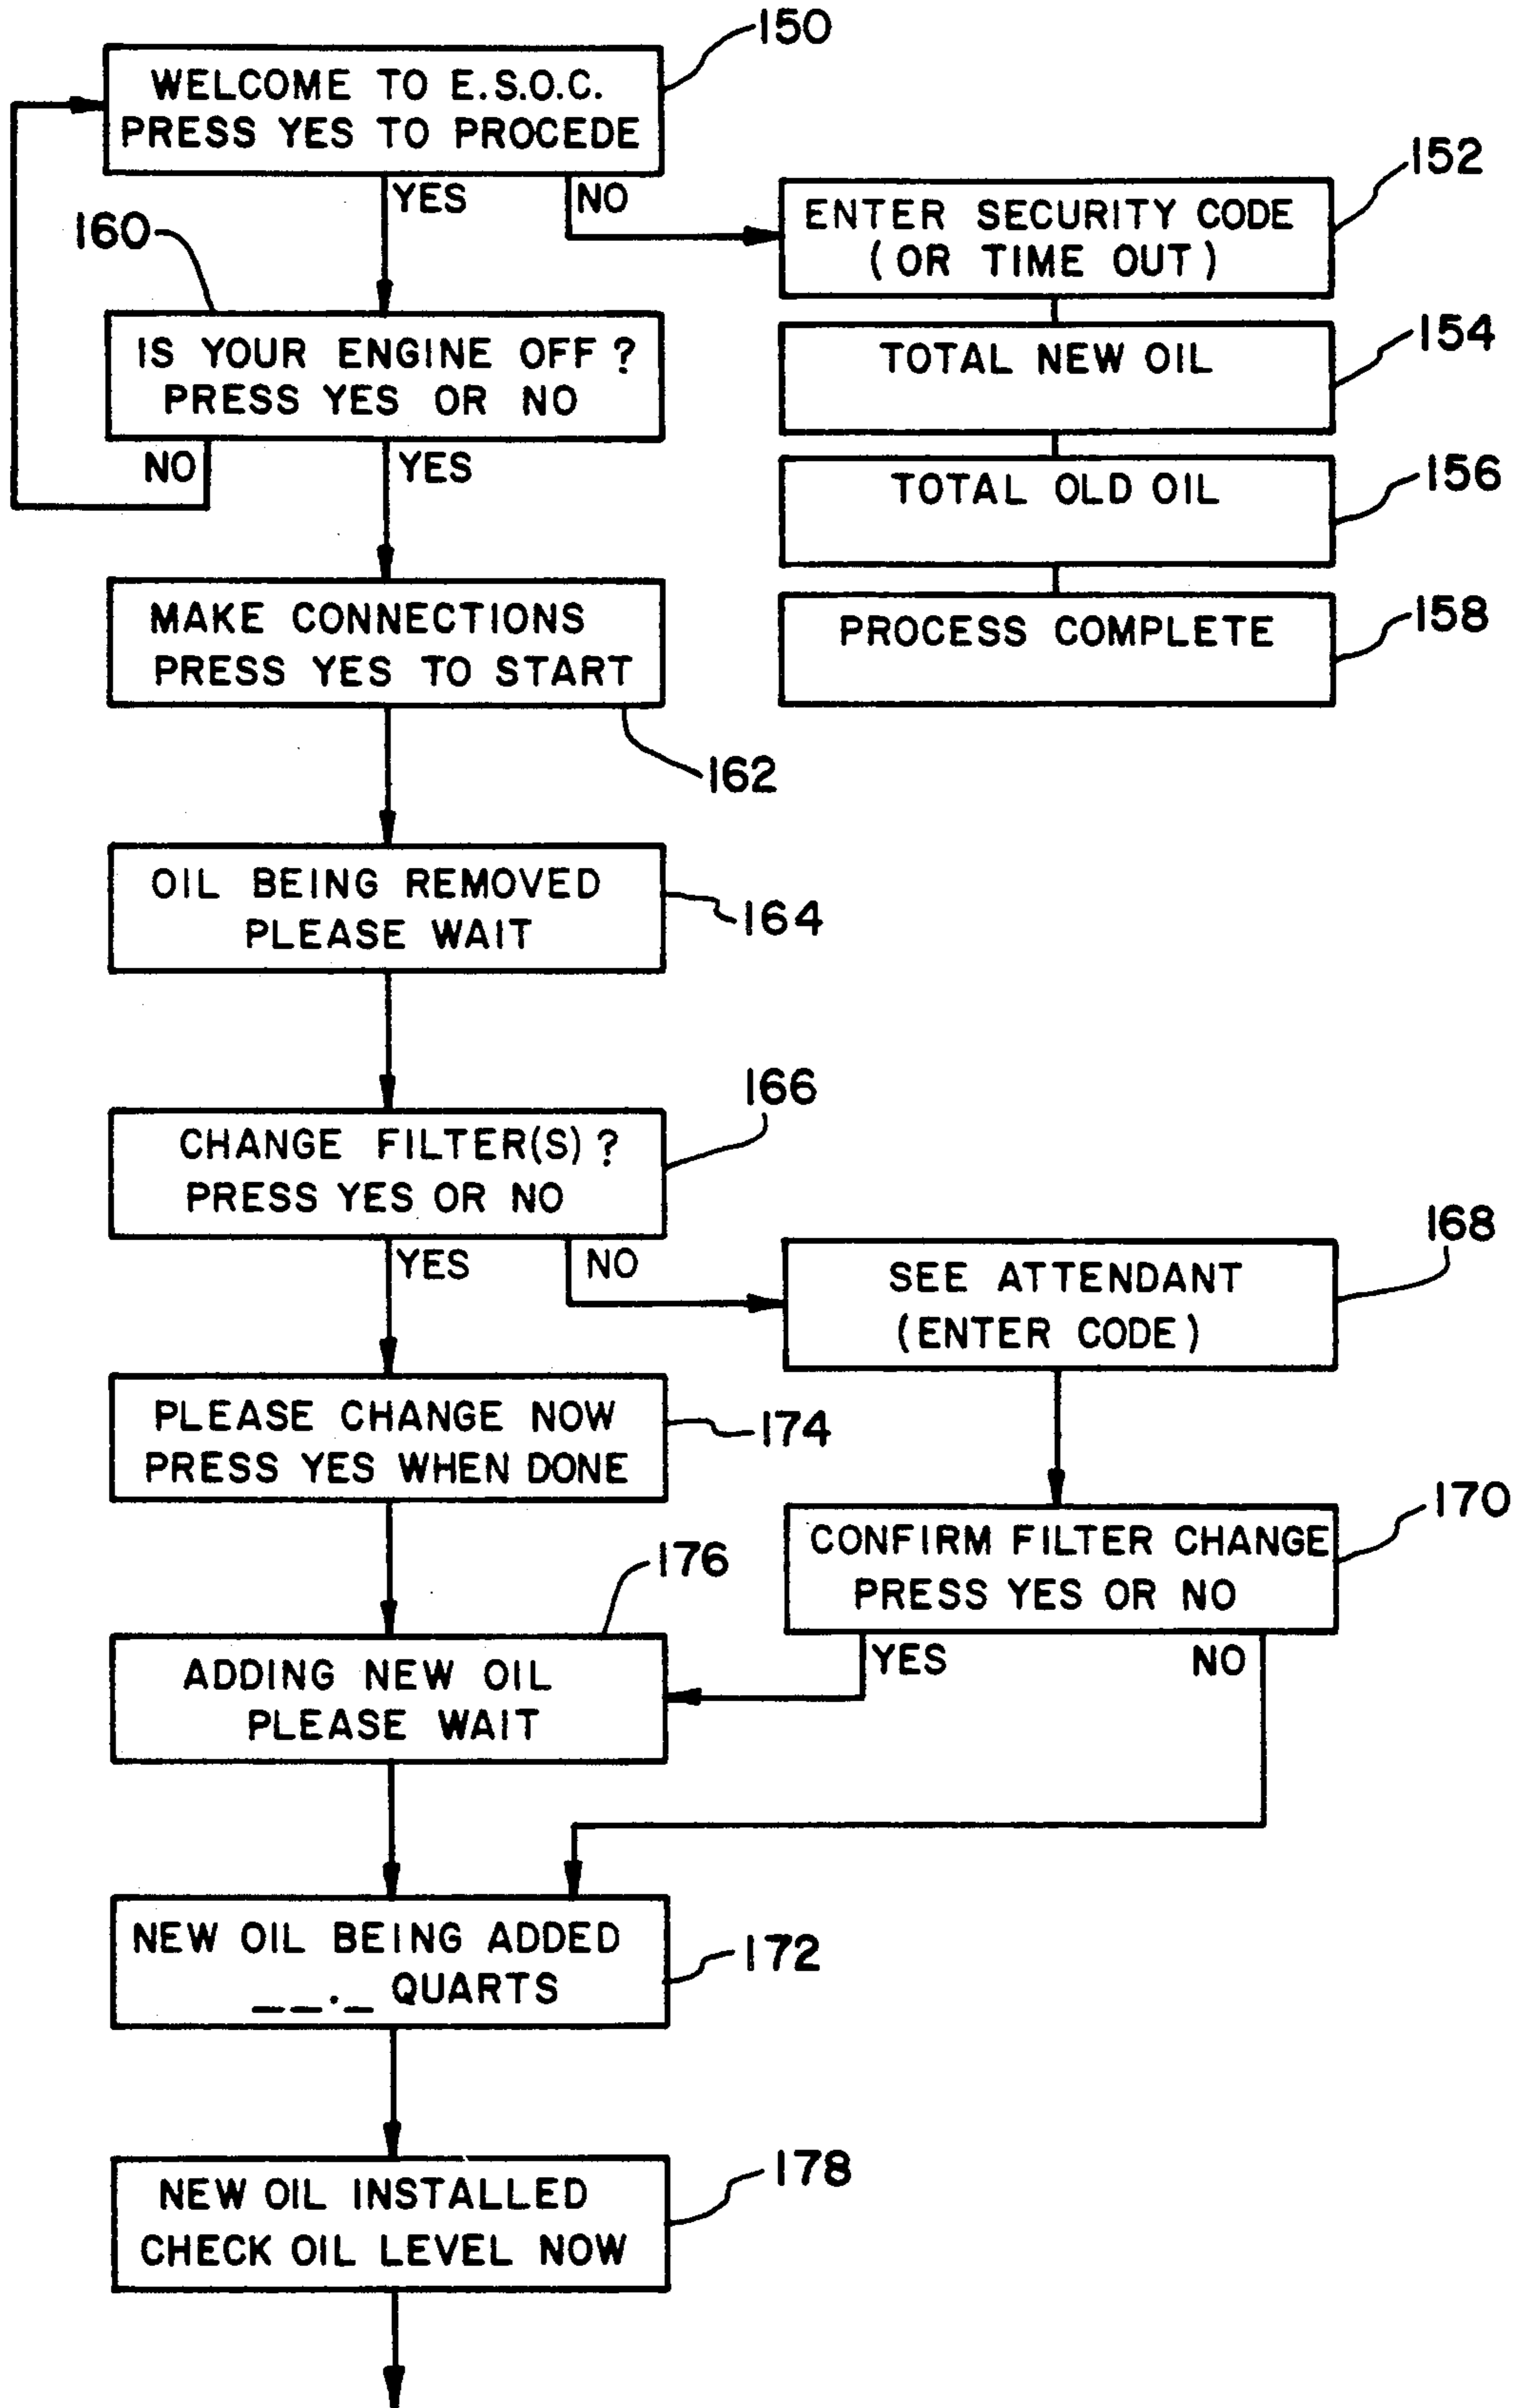 150
WELCOME TO E.S.O.C.
PRESS YES TO PROCEDE
YES
NO
152
ENTER SECURITY CODE
(OR TIME OUT)
160
IS YOUR ENGINE OFF?
PRESS YES OR NO
NO
YES
154
TOTAL NEW OIL
156
TOTAL OLD OIL
158
PROCESS COMPLETE
MAKE CONNECTIONS
PRESS YES TO START
162
OIL BEING REMOVED
PLEASE WAIT
164
166
CHANGE FILTER(S)?
PRESS YES OR NO
YES
NO
168
SEE ATTENDANT
(ENTER CODE)
PLEASE CHANGE NOW
PRESS YES WHEN DONE
174
170
CONFIRM FILTER CHANGE
PRESS YES OR NO
YES
NO
176
ADDING NEW OIL
PLEASE WAIT
NEW OIL BEING ADDED
__._ QUARTS
172
NEW OIL INSTALLED
CHECK OIL LEVEL NOW
178